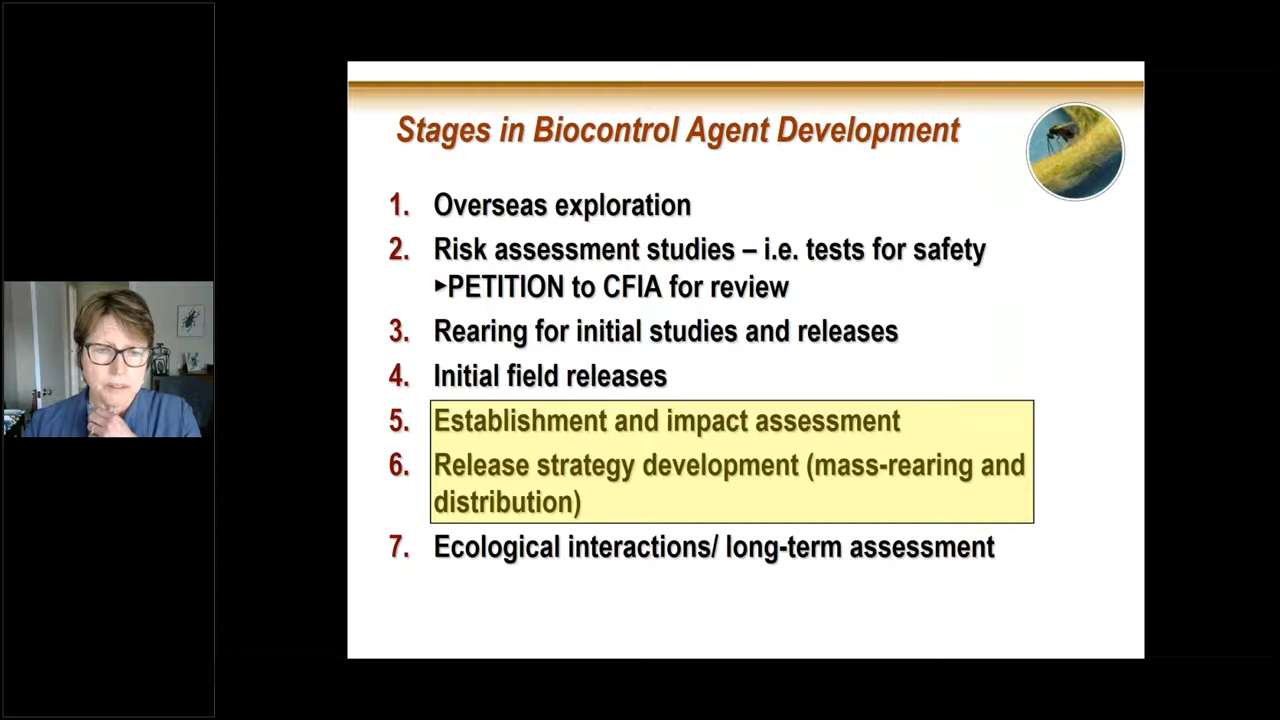 Stages in Biocontrol Agent Development
1. Overseas exploration
2. Risk assessment studies – i.e. tests for safety
►PETITION to CFIA for review
3. Rearing for initial studies and releases
4. Initial field releases
5. Establishment and impact assessment
6. Release strategy development (mass-rearing and
distribution)
7. Ecological interactions/ long-term assessment